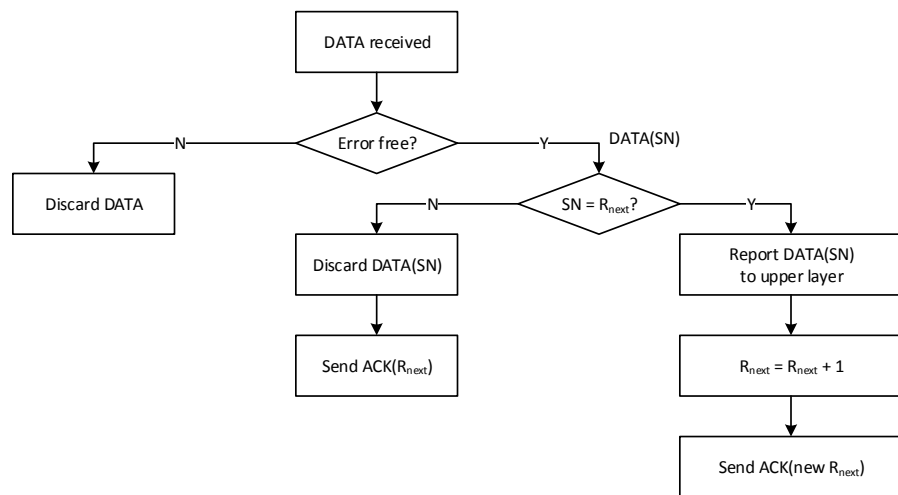 DATA received
Error free?
N
Y
DATA(SN)
Discard DATA
SN = Rnext?
N
Y
Discard DATA(SN)
Report DATA(SN)
to upper layer
Send ACK(Rnext)
Rnext = Rnext + 1
Send ACK(new Rnext)